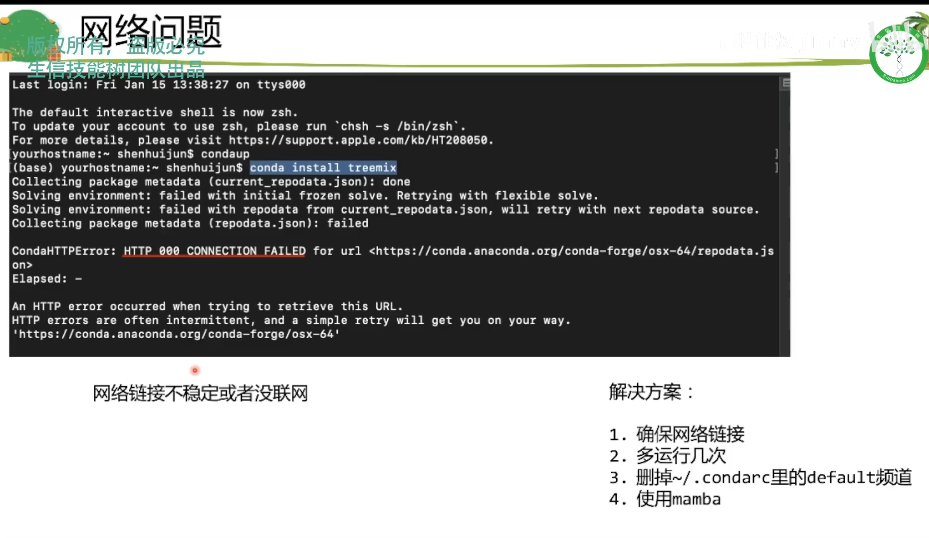 网络问题
版权所有，盗版必究
生信技能树团队出品
Last login: Fri Jan 15 13:38:27 on ttys000
The default interactive shell is now zsh.
To update your account to use zsh, please run `chsh -s /bin/zsh`.
For more details, please visit https://support.apple.com/kb/HT208050.
[yourhostname:~ shenhuijun$ condaup ]
[(base) yourhostname:~ shenhuijun$ conda install treemix ]
Collecting package metadata (current_repodata.json): done
Solving environment: failed with initial frozen solve. Retrying with flexible solve.
Solving environment: failed with repodata from current_repodata.json, will retry with next repodata source.
Collecting package metadata (repodata.json): failed
CondaHTTPError: HTTP 000 CONNECTION FAILED for url <https://conda.anaconda.org/conda-forge/osx-64/repodata.js
on>
Elapsed: -
An HTTP error occurred when trying to retrieve this URL.
HTTP errors are often intermittent, and a simple retry will get you on your way.
'https://conda.anaconda.org/conda-forge/osx-64'
网络链接不稳定或者没联网
解决方案：
1. 确保网络链接
2. 多运行几次
3. 删掉~/.condarc里的default频道
4. 使用mamba